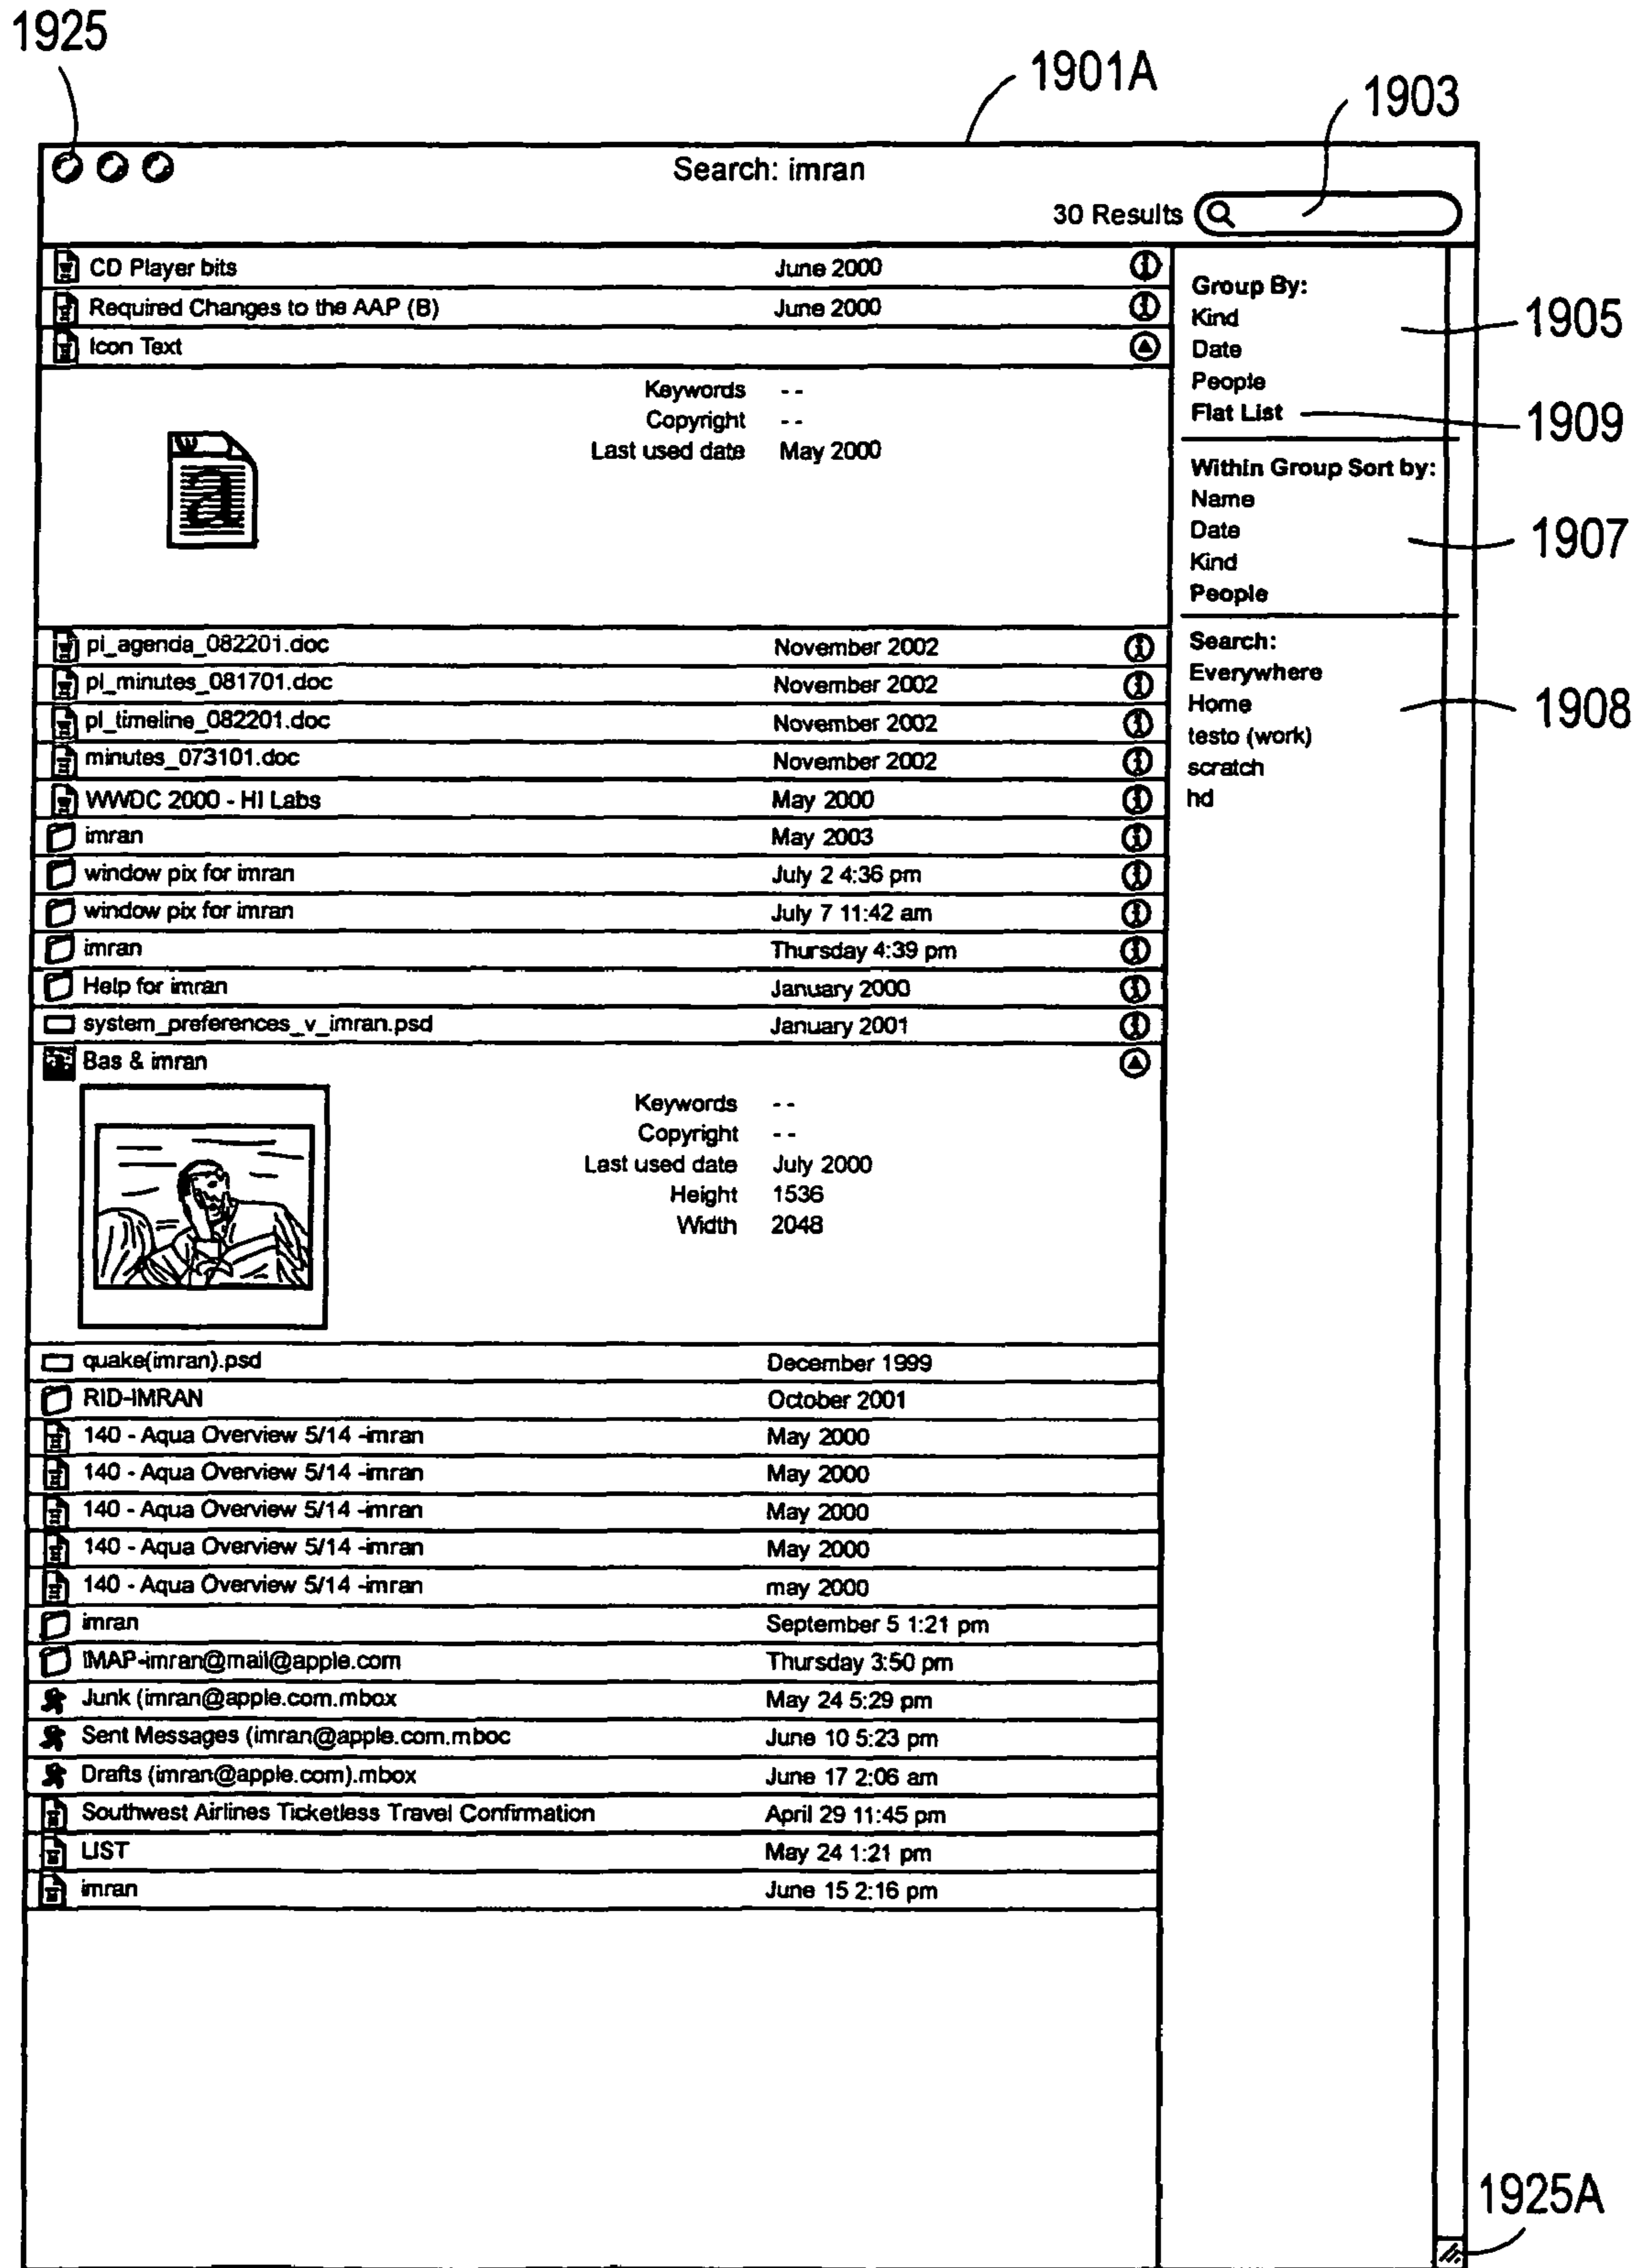 1925
1901A
1903
Search: imran
30 Results
CD Player bits June 2000
Required Changes to the AAP (B) June 2000
Icon Text
Keywords - -
Copyright - -
Last used date May 2000
pl_agenda_082201.doc November 2002
pl_minutes_081701.doc November 2002
pl_timeline_082201.doc November 2002
minutes_073101.doc November 2002
WWDC 2000 - HI Labs May 2000
imran May 2003
window pix for imran July 2 4:36 pm
window pix for imran July 7 11:42 am
imran Thursday 4:39 pm
Help for imran January 2000
system_preferences_v_imran.psd January 2001
Bas & imran
Keywords - -
Copyright - -
Last used date July 2000
Height 1536
Width 2048
quake(imran).psd December 1999
RID-IMRAN October 2001
140 - Aqua Overview 5/14 -imran May 2000
140 - Aqua Overview 5/14 -imran May 2000
140 - Aqua Overview 5/14 -imran May 2000
140 - Aqua Overview 5/14 -imran May 2000
140 - Aqua Overview 5/14 -imran may 2000
imran September 5 1:21 pm
IMAP-imran@mail@apple.com Thursday 3:50 pm
Junk (imran@apple.com.mbox May 24 5:29 pm
Sent Messages (imran@apple.com.mboc June 10 5:23 pm
Drafts (imran@apple.com).mbox June 17 2:06 am
Southwest Airlines Ticketless Travel Confirmation April 29 11:45 pm
LIST May 24 1:21 pm
imran June 15 2:16 pm
Group By:
Kind
Date
People
Flat List
Within Group Sort by:
Name
Date
Kind
People
Search:
Everywhere
Home
testo (work)
scratch
hd
1905
1909
1907
1908
1925A